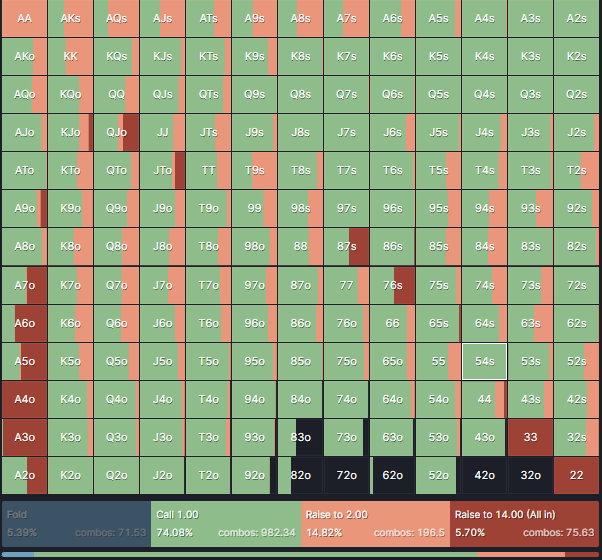 AA AKs AQs AJs ATs A9s A8s A7s A6s A5s A4s A3s A2s
AKo KK KQs KJs KTs K9s K8s K7s K6s K5s K4s K3s K2s
AQo KQo QQ QJs QTs Q9s Q8s Q7s Q6s Q5s Q4s Q3s Q2s
AJo KJo QJo JJ JTs J9s J8s J7s J6s J5s J4s J3s J2s
ATo KTo QTo JTo TT T9s T8s T7s T6s T5s T4s T3s T2s
A9o K9o Q9o J9o T9o 99 98s 97s 96s 95s 94s 93s 92s
A8o K8o Q8o J8o T8o 98o 88 87s 86s 85s 84s 83s 82s
A7o K7o Q7o J7o T7o 97o 87o 77 76s 75s 74s 73s 72s
A6o K6o Q6o J6o T6o 96o 86o 76o 66 65s 64s 63s 62s
A5o K5o Q5o J5o T5o 95o 85o 75o 65o 55 54s 53s 52s
A4o K4o Q4o J4o T4o 94o 84o 74o 64o 54o 44 43s 42s
A3o K3o Q3o J3o T3o 93o 83o 73o 63o 53o 43o 33 32s
A2o K2o Q2o J2o T2o 92o 82o 72o 62o 52o 42o 32o 22
Fold Call 1.00 Raise to 2.00 Raise to 14.00 (All in)
5.39% combos: 71.53 74.08% combos: 982.34 14.82% combos: 196.5 5.70% combos: 75.63